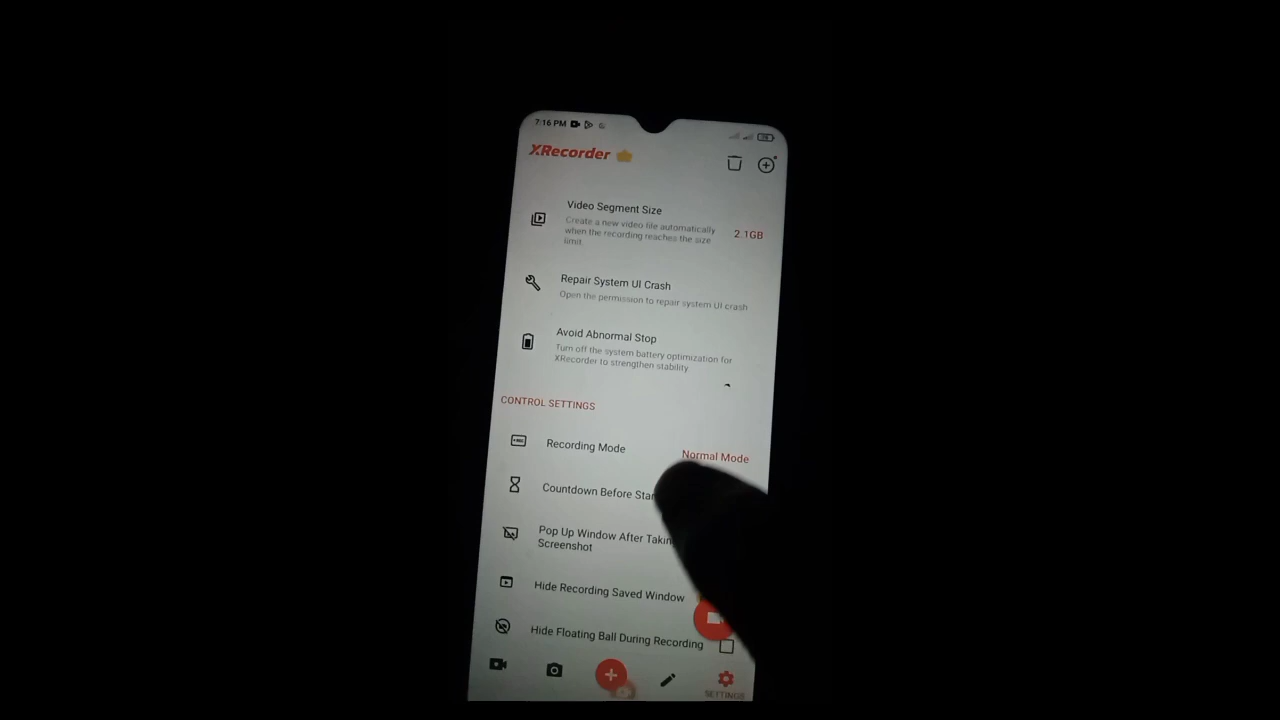 7:16 PM
XRecorder
Video Segment Size
Create a new video file automatically
when the recording reaches the size
limit.
2.1GB
Repair System UI Crash
Open the permission to repair system UI crash
Avoid Abnormal Stop
Turn off the system battery optimization for
XRecorder to strengthen stability
CONTROL SETTINGS
Recording Mode
Normal Mode
Countdown Before
Pop Up Window After
Screenshot
Hide Recording Saved Window
Hide Floating Ball During Recording
SETTINGS